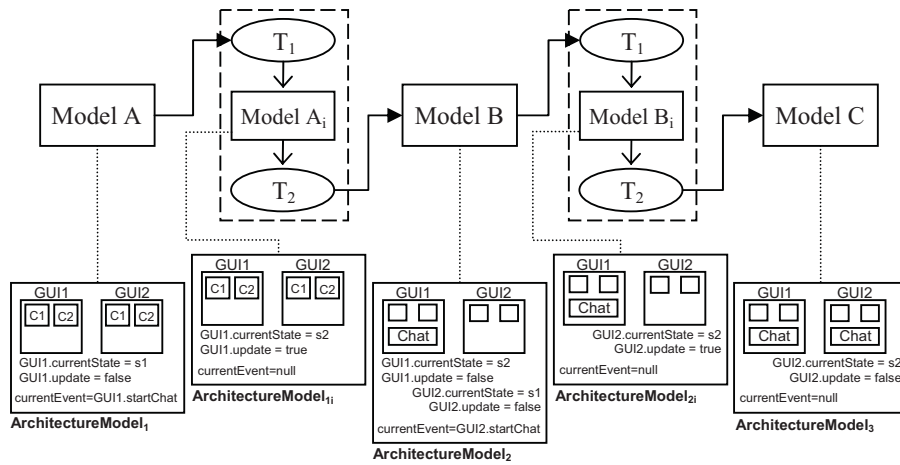 T₁
T₁
Model A
Model Aᵢ
Model B
Model Bᵢ
Model C
T₂
T₂
GUI1 GUI2
C1 C2 C1 C2
GUI1.currentState = s1
GUI1.update = false
currentEvent=GUI1.startChat
ArchitectureModel₁
GUI1 GUI2
C1 C2 C1 C2
GUI1.currentState = s2
GUI1.update = true
currentEvent=null
ArchitectureModel₁ᵢ
GUI1 GUI2
Chat
GUI1.currentState = s2
GUI1.update = false
GUI2.currentState = s1
GUI2.update = false
currentEvent=GUI2.startChat
ArchitectureModel₂
GUI1 GUI2
Chat
GUI2.currentState = s2
GUI2.update = true
currentEvent=null
ArchitectureModel₂ᵢ
GUI1 GUI2
Chat Chat
GUI2.currentState = s2
GUI2.update = false
currentEvent=null
ArchitectureModel₃